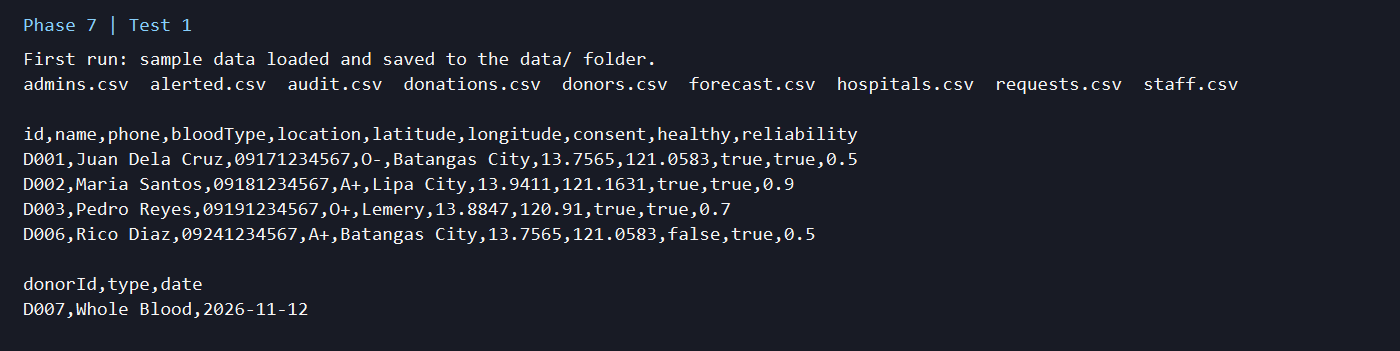 Phase 7 | Test 1
First run: sample data loaded and saved to the data/ folder.
admins.csv  alerted.csv  audit.csv  donations.csv  donors.csv  forecast.csv  hospitals.csv  requests.csv  staff.csv
id,name,phone,bloodType,location,latitude,longitude,consent,healthy,reliability
D001,Juan Dela Cruz,09171234567,O-,Batangas City,13.7565,121.0583,true,true,0.5
D002,Maria Santos,09181234567,A+,Lipa City,13.9411,121.1631,true,true,0.9
D003,Pedro Reyes,09191234567,O+,Lemery,13.8847,120.91,true,true,0.7
D006,Rico Diaz,09241234567,A+,Batangas City,13.7565,121.0583,false,true,0.5
donorId,type,date
D007,Whole Blood,2026-11-12